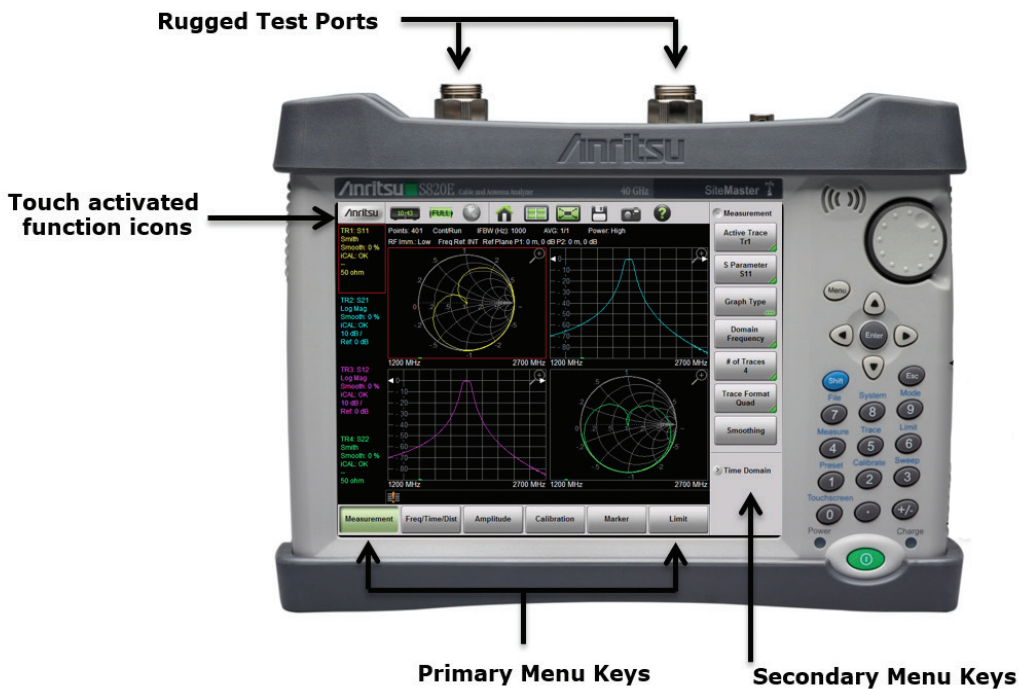 Rugged Test Ports
Anritsu
Touch activated
function icons
Anritsu S820E Cable and Antenna Analyzer 40 GHz SiteMaster
Anritsu 10:43 (FULL) ?
Points: 401 Cont/Run IFBW (Hz): 1000 AVG: 1/1 Power: High
RF Imm.: Low Freq Ref: INT Ref Plane P1: 0 m, 0 dB P2: 0 m, 0 dB
TR1: S11
Smith
Smooth: 0 %
iCAL: OK
--
50 ohm
TR2: S21
Log Mag
Smooth: 0 %
iCAL: OK
10 dB /
Ref: 0 dB
1200 MHz 2700 MHz
TR3: S12
Log Mag
Smooth: 0 %
iCAL: OK
10 dB /
Ref: 0 dB
TR4: S22
Smith
Smooth: 0 %
iCAL: OK
--
50 ohm
1200 MHz 2700 MHz
Measurement
Active Trace
Tr1
S Parameter
S11
Graph Type
Domain
Frequency
# of Traces
4
Trace Format
Quad
Smoothing
Time Domain
Measurement Freq/Time/Dist Amplitude Calibration Marker Limit
Menu
Enter
Shift Esc
File System Mode
7 8 9
Measure Trace Limit
4 5 6
Preset Calibrate Sweep
1 2 3
Touchscreen
0 . +/-
Power Charge
Primary Menu Keys
Secondary Menu Keys